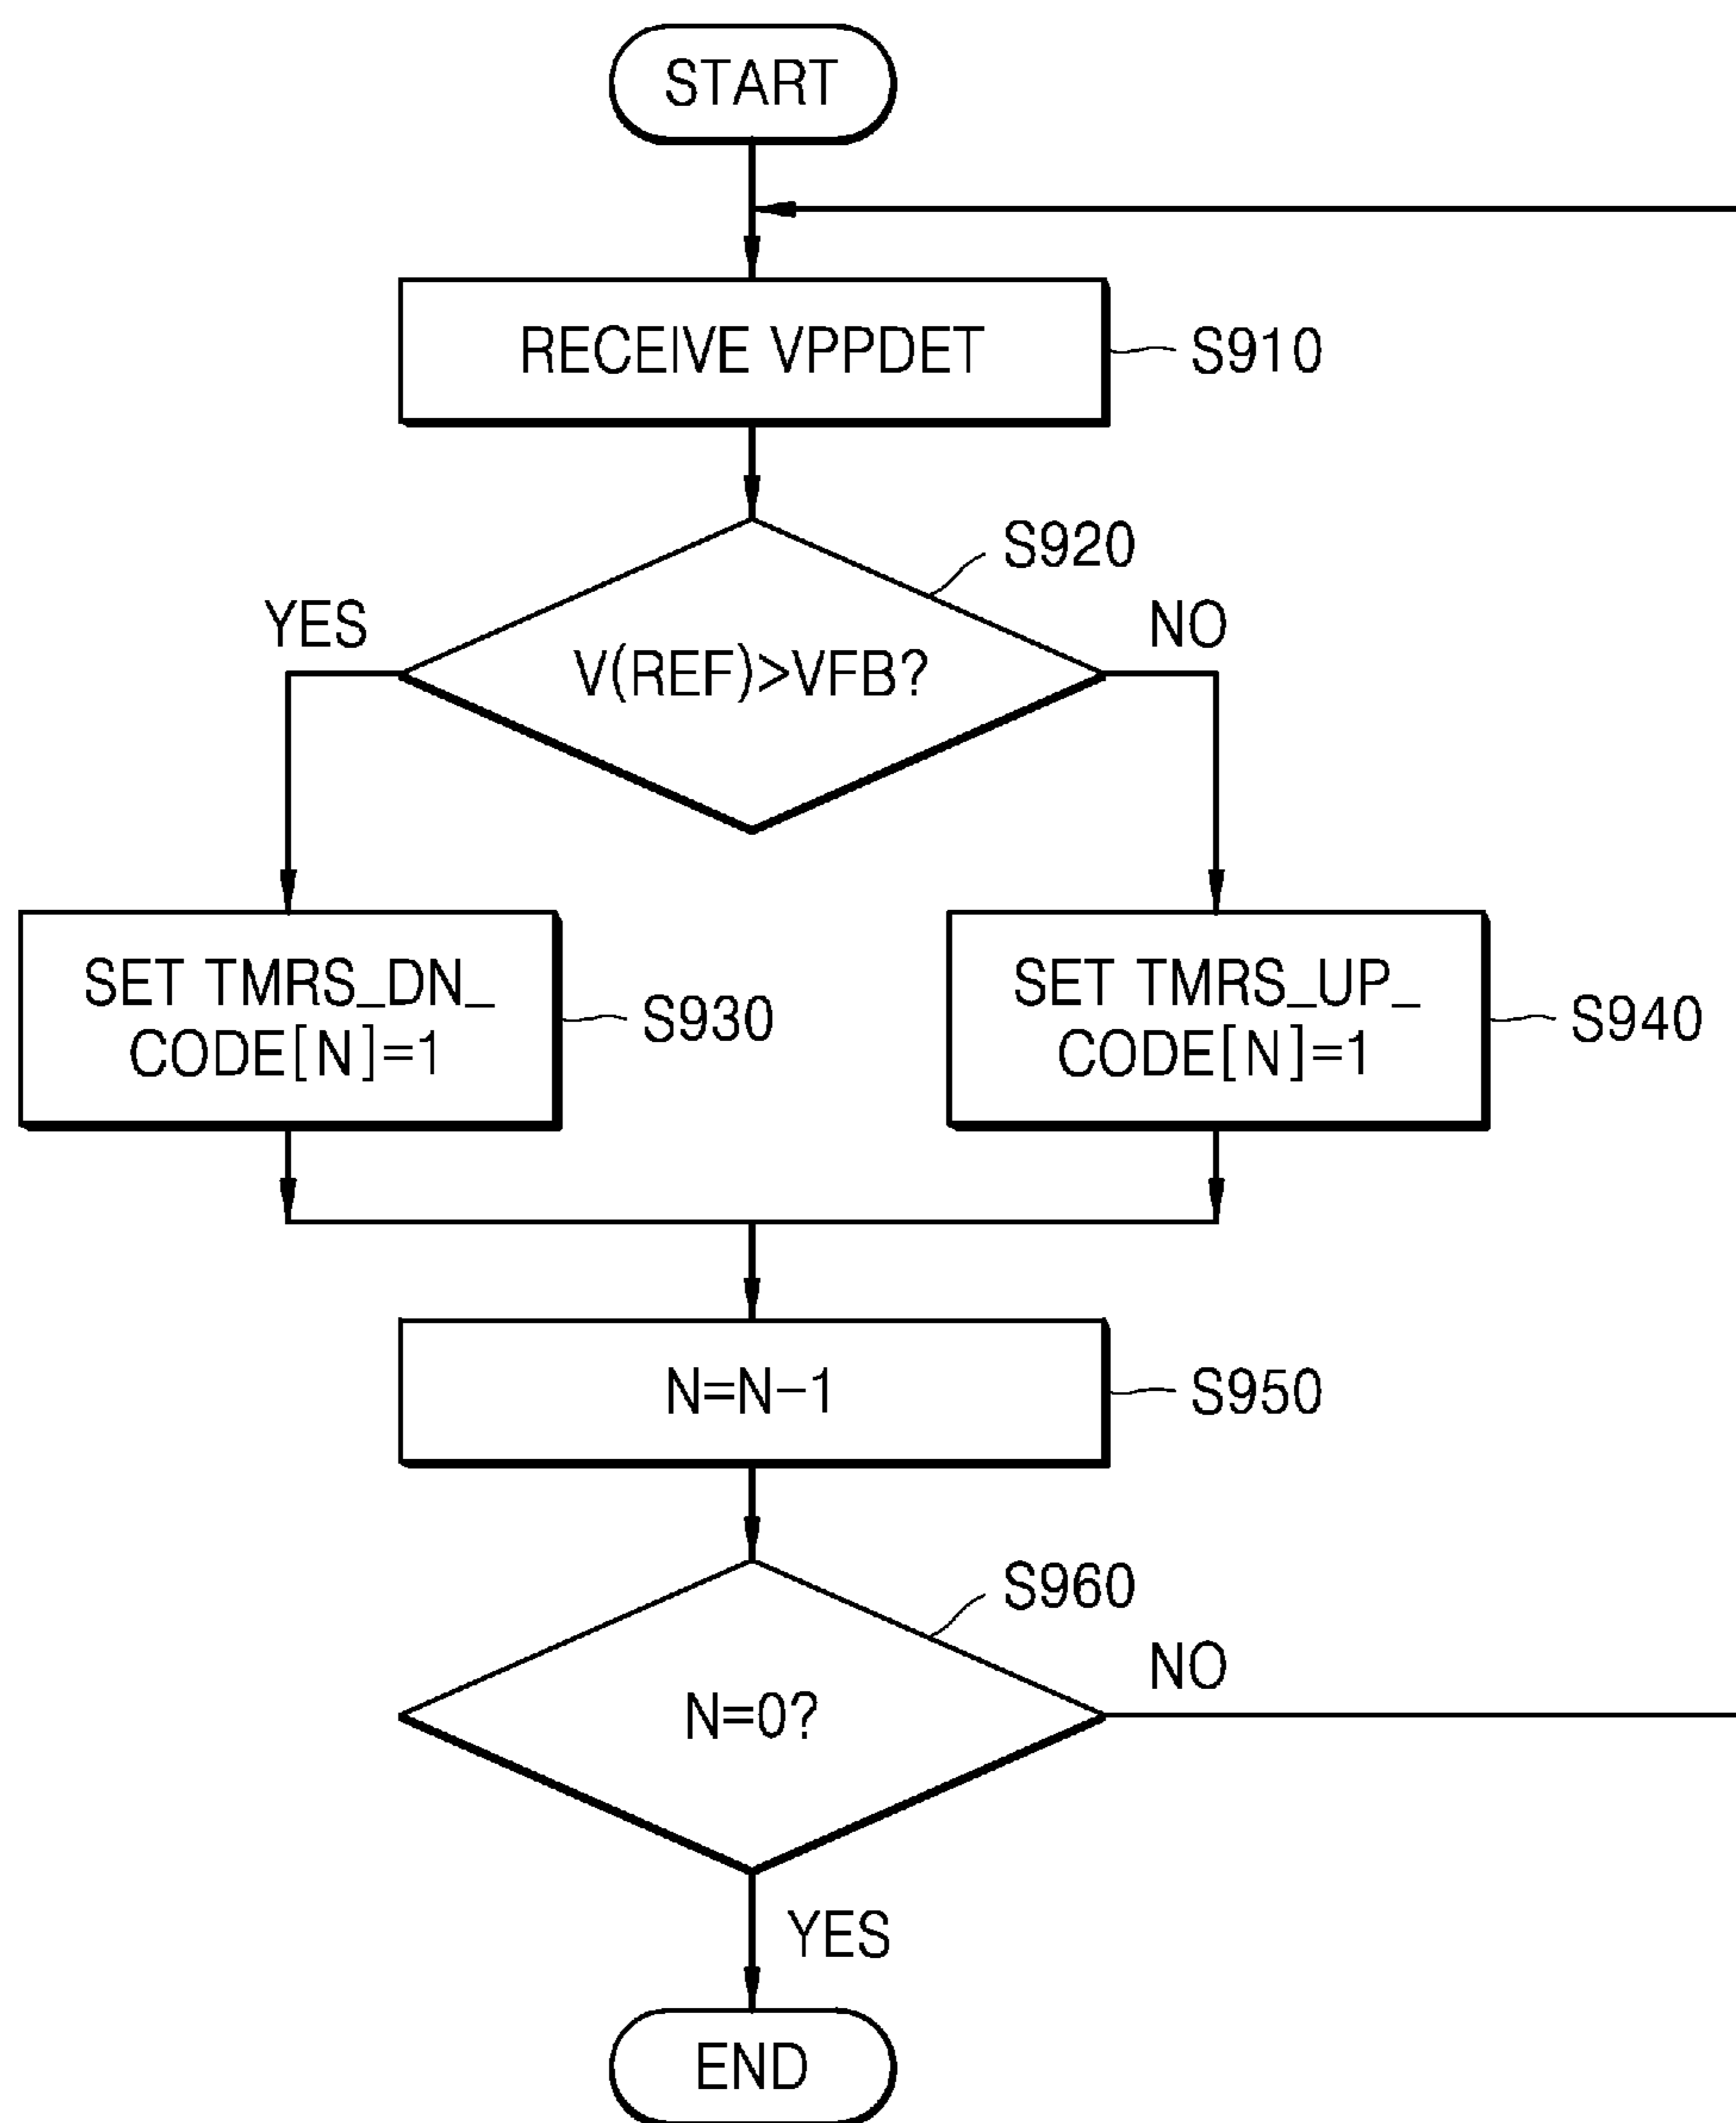 START
RECEIVE VPPDET
S910
S920
YES
NO
V(REF)>VFB?
SET TMRS_DN_
CODE[N]=1
S930
SET TMRS_UP_
CODE[N]=1
S940
N=N-1
S950
S960
NO
N=0?
YES
END